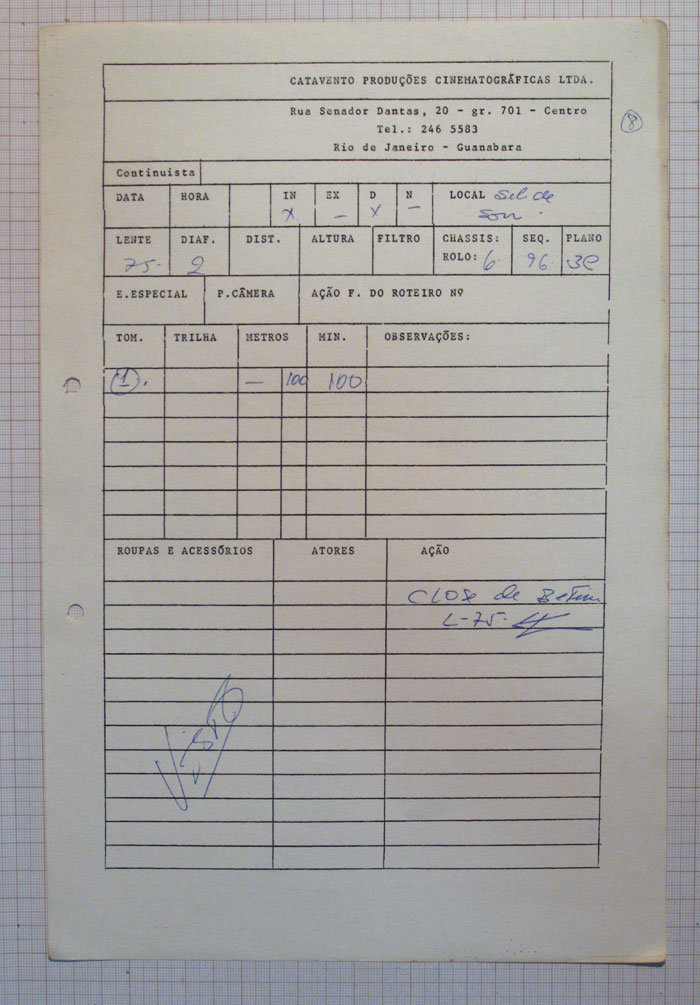 CATAVENTO PRODUÇÕES CINEMATOGRÁFICAS LTDA.
Rua Senador Dantas, 20 - gr. 701 - Centro
Tel.: 246 5583
Rio de Janeiro - Guanabara
8
Continuista
DATA HORA IN EX D N LOCAL
x - x -
LENTE DIAF. DIST. ALTURA FILTRO CHASSIS: SEQ. PLANO
75- 2 ROLO: 6 96
E.ESPECIAL P.CÂMERA AÇÃO F. DO ROTEIRO Nº
TOM. TRILHA METROS MIN. OBSERVAÇÕES:
(1). — 100 100
ROUPAS E ACESSÓRIOS ATORES AÇÃO
CLOSE de
L-75-
Visto